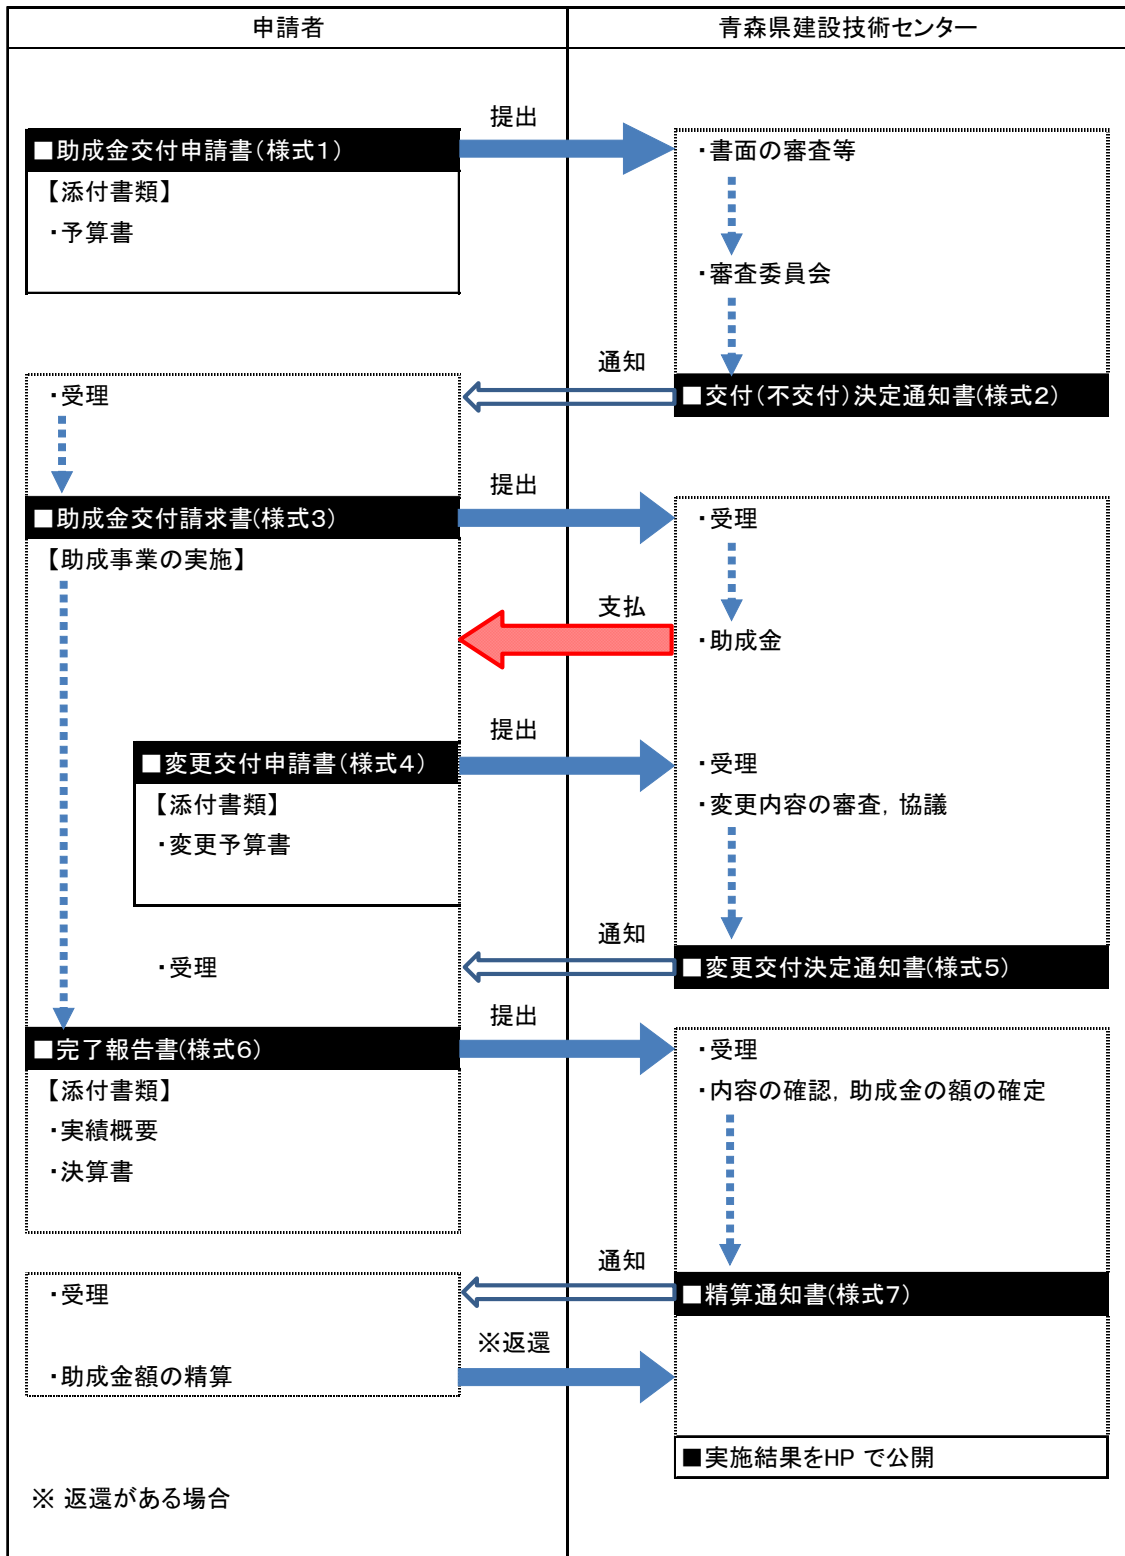 申請者
青森県建設技術センター
提出
■助成金交付申請書（様式１）
・書面の審査等
【添付書類】
・予算書
・審査委員会
通知
・受理
■交付（不交付）決定通知書(様式２)
提出
■助成金交付請求書(様式３)
・受理
【助成事業の実施】
支払
・助成金
提出
■変更交付申請書（様式４）
・受理
【添付書類】
・変更内容の審査，協議
・変更予算書
通知
・受理
■変更交付決定通知書(様式５)
提出
■完了報告書(様式６)
・受理
【添付書類】
・内容の確認，助成金の額の確定
・実績概要
・決算書
通知
・受理
■精算通知書(様式７)
※返還
・助成金額の精算
■実施結果をHP で公開
※ 返還がある場合